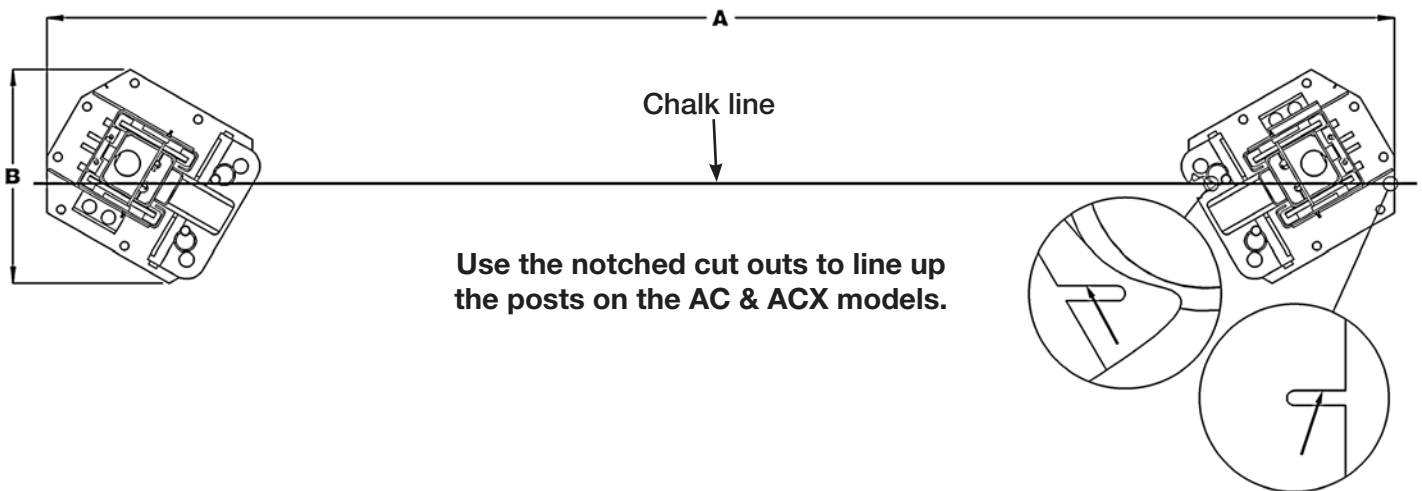 A
Chalk line
B
Use the notched cut outs to line up
the posts on the AC & ACX models.